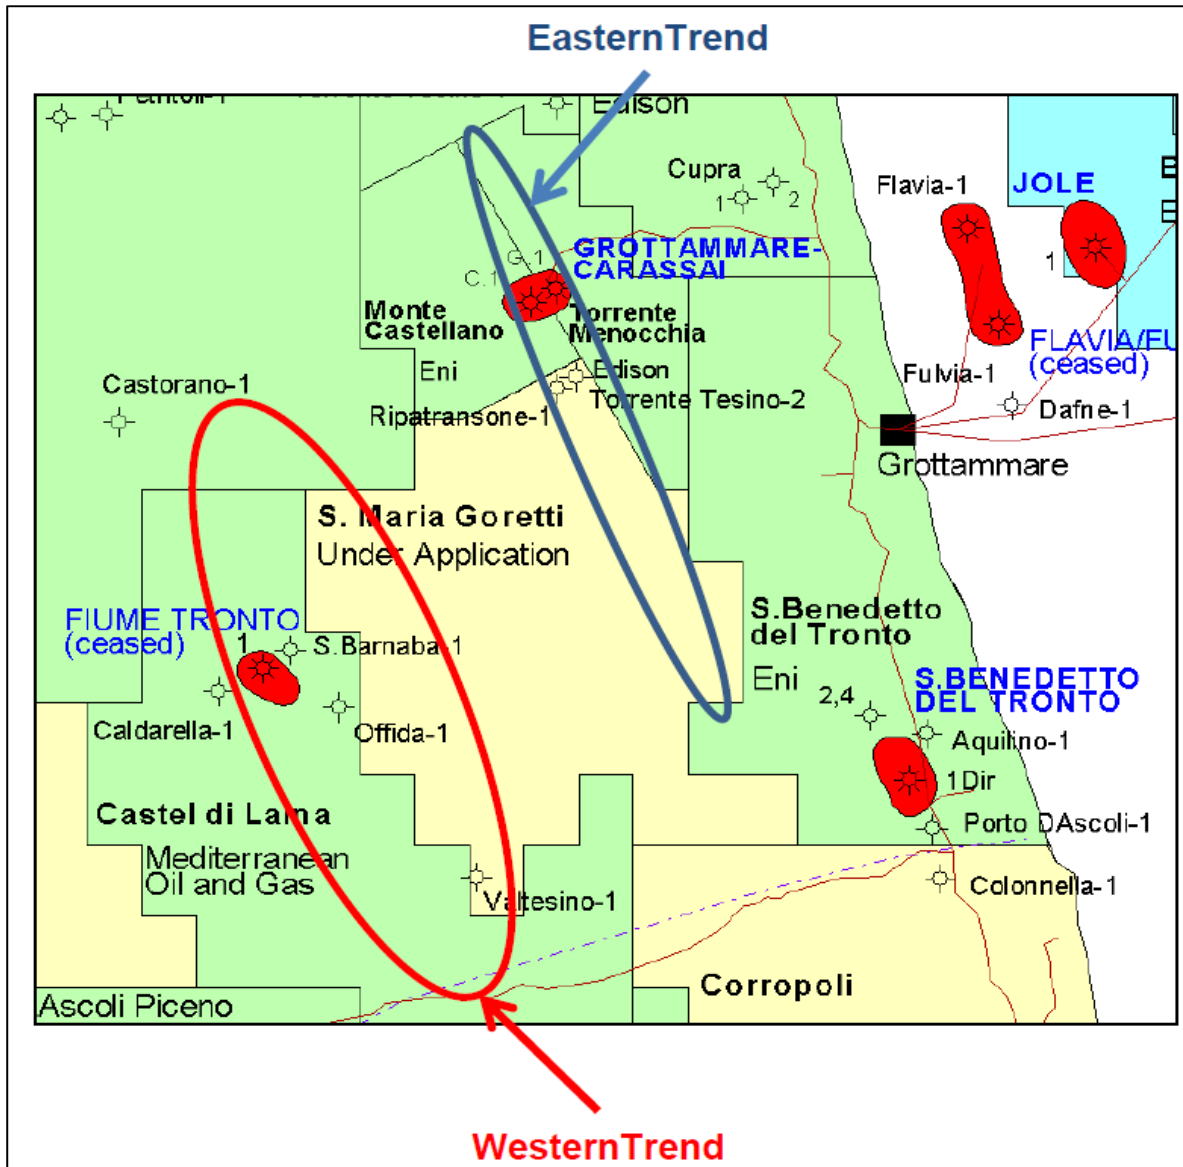 EasternTrend
Edison
Cupra
1
2
Flavia-1
JOLE
1
G.1
C.1
GROTTAMMARE-
CARASSAI
Monte
Castellano
Torrente
Menocchia
Eni
Edison
Ripatransone-1
Torrente Tesino-2
Castorano-1
FLAVIA/FU
(ceased)
Fulvia-1
Dafne-1
Grottammare
S. Maria Goretti
Under Application
FIUME TRONTO
(ceased)
1
S.Barnaba-1
Caldarella-1
Offida-1
S.Benedetto
del Tronto
Eni
2,4
S.BENEDETTO
DEL TRONTO
Aquilino-1
1Dir
Porto DAscoli-1
Colonnella-1
Castel di Lama
Mediterranean
Oil and Gas
Valtesino-1
Corropoli
Ascoli Piceno
WesternTrend